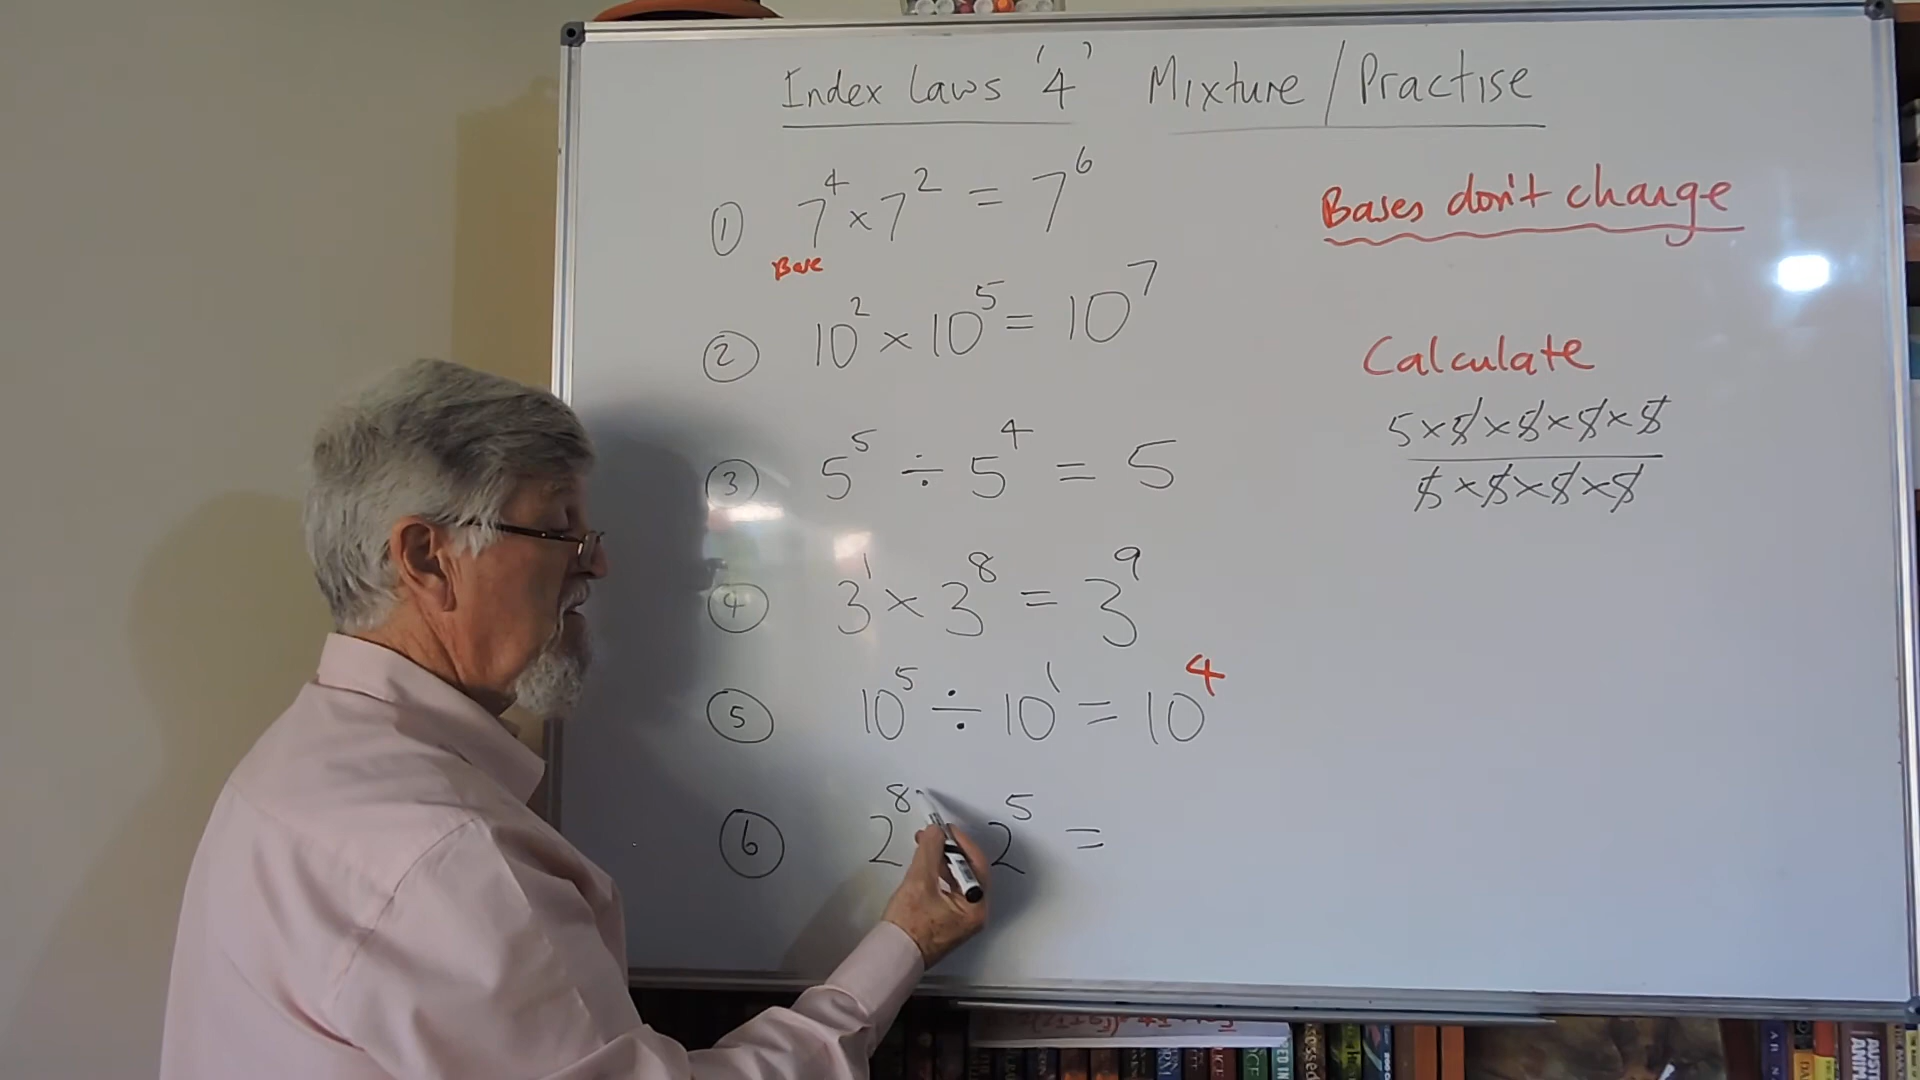 Index Laws '4' Mixture / Practise
① 7⁴ × 7² = 7⁶
Base
② 10² × 10⁵ = 10⁷
③ 5⁵ ÷ 5⁴ = 5
④ 3¹ × 3⁸ = 3⁹
⑤ 10⁵ ÷ 10¹ = 10⁴
⑥ 2⁸ 2⁵ =
Bases don't change
Calculate
5 × 5 × 5 × 5 × 5
5 × 5 × 5 × 5